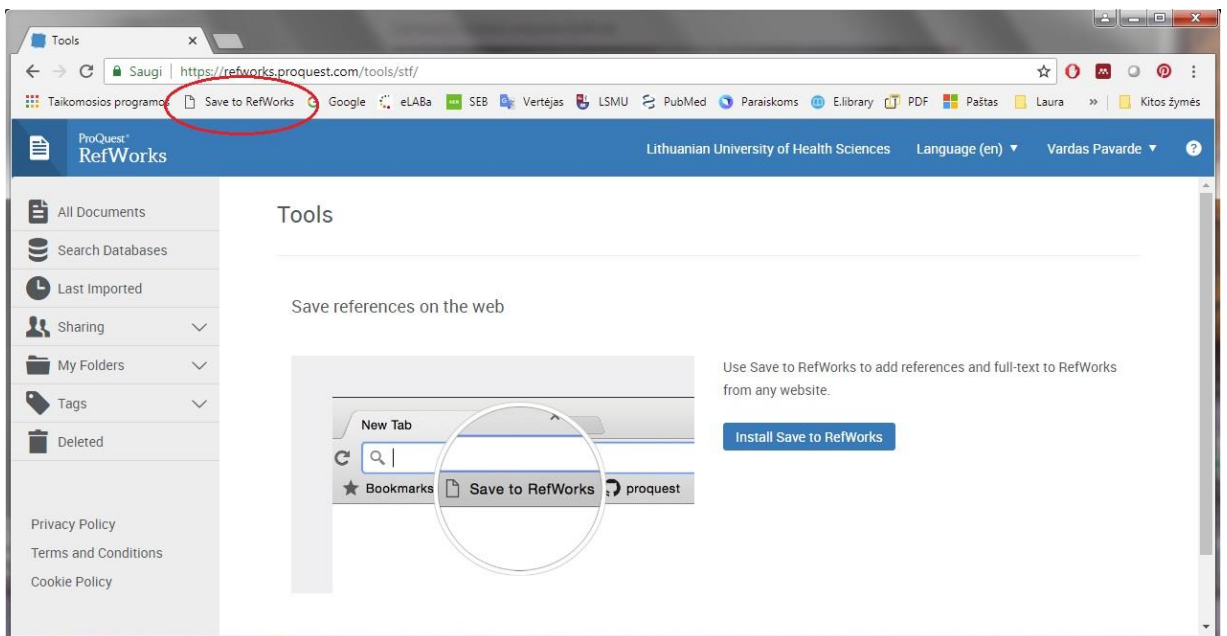 Tools
Saugi https://refworks.proquest.com/tools/stf/
Taikomosios programos Save to RefWorks Google eLABa SEB Vertėjas LSMU PubMed Paraiskoms E.library PDF Paštas Laura » Kitos žymės
ProQuest®
RefWorks
Lithuanian University of Health Sciences Language (en) Vardas Pavarde ?
All Documents
Search Databases
Last Imported
Sharing
My Folders
Tags
Deleted
Privacy Policy
Terms and Conditions
Cookie Policy
Tools
Save references on the web
New Tab
Bookmarks Save to RefWorks proquest
Use Save to RefWorks to add references and full-text to RefWorks
from any website.
Install Save to RefWorks